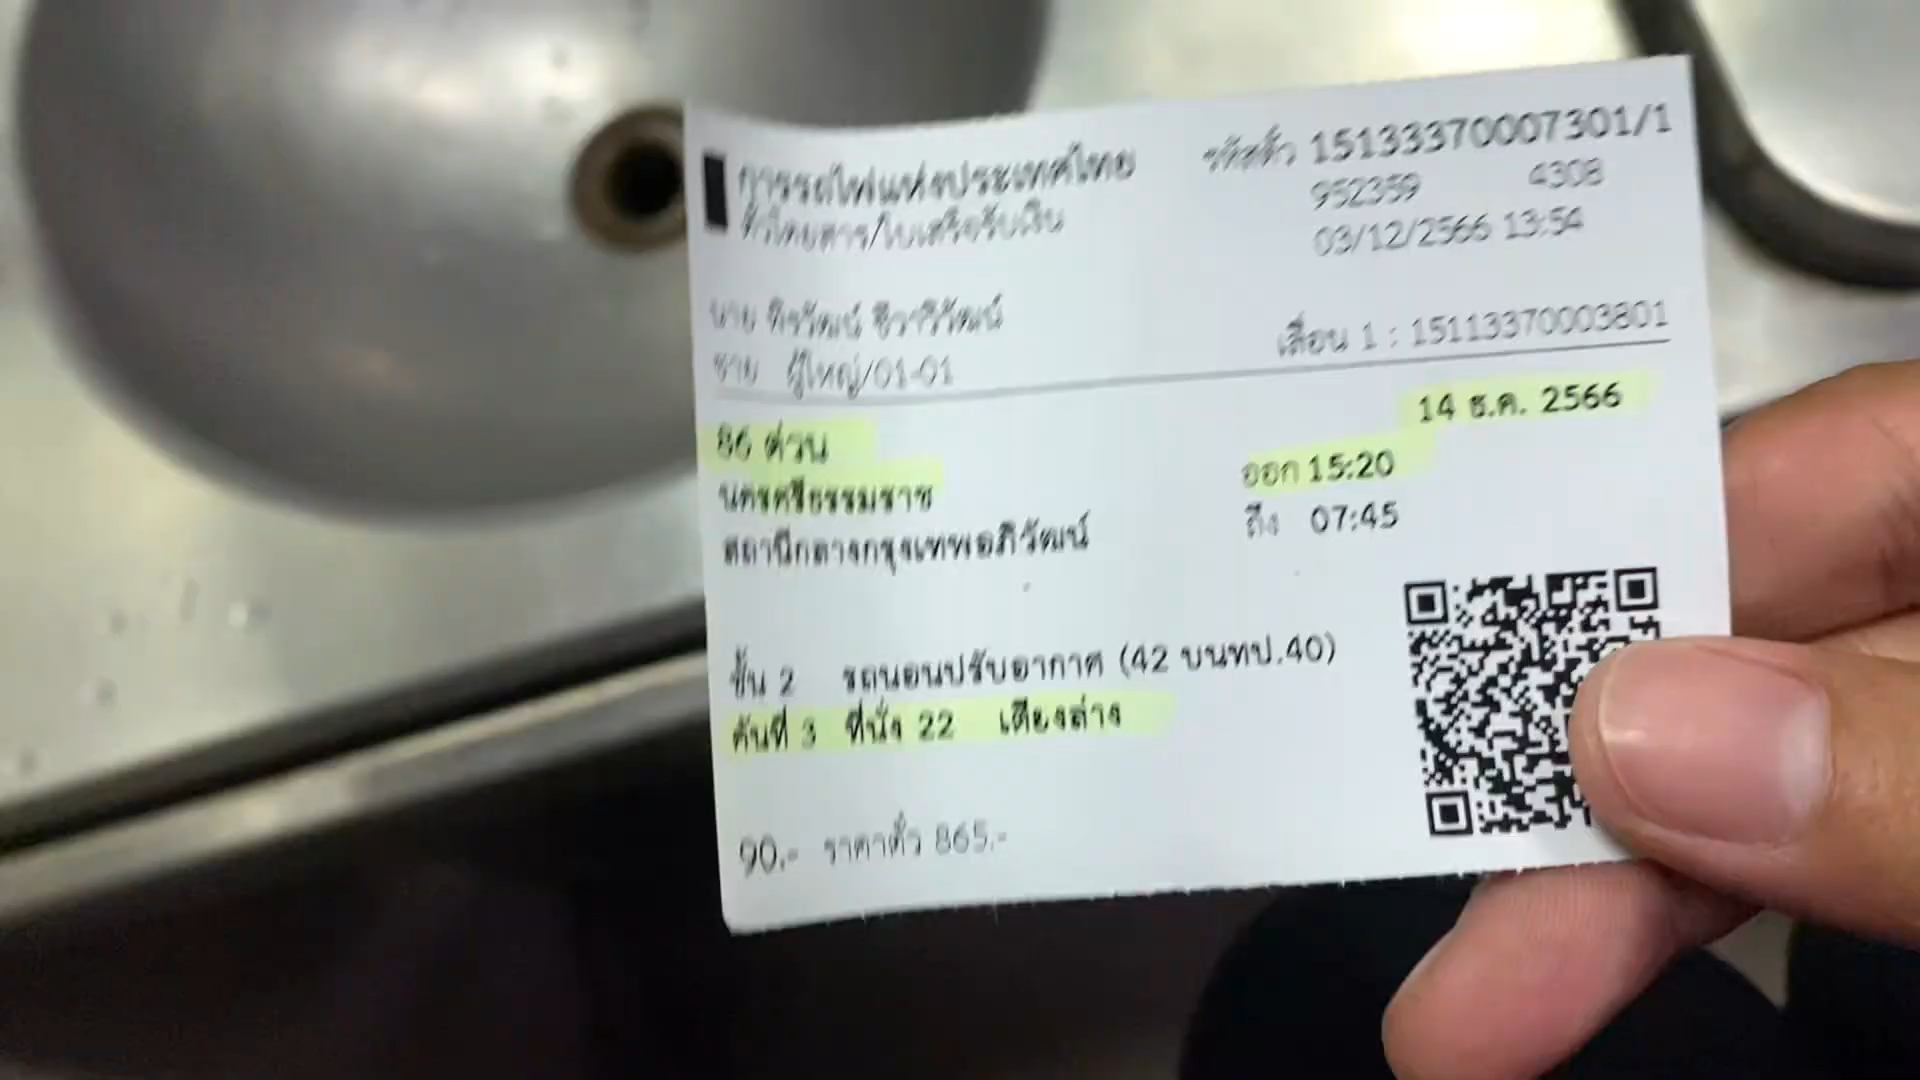 การรถไฟแห่งประเทศไทย
ตั๋วโดยสาร/ใบเสร็จรับเงิน
รหัสตั๋ว 15133370007301/1
952359 4308
03/12/2566 13:54
นาย
เลื่อน 1 : 15113370003801
ชาย ผู้ใหญ่/01-01
14 ธ.ค. 2566
86 ด่วน
ออก 15:20
นครศรีธรรมราช
ถึง 07:45
สถานีกลางกรุงเทพอภิวัฒน์
ชั้น 2 รถนอนปรับอากาศ (42 บนทป.40)
คันที่ 3 ที่นั่ง 22 เตียงล่าง
90.- ราคาตั๋ว 865.-